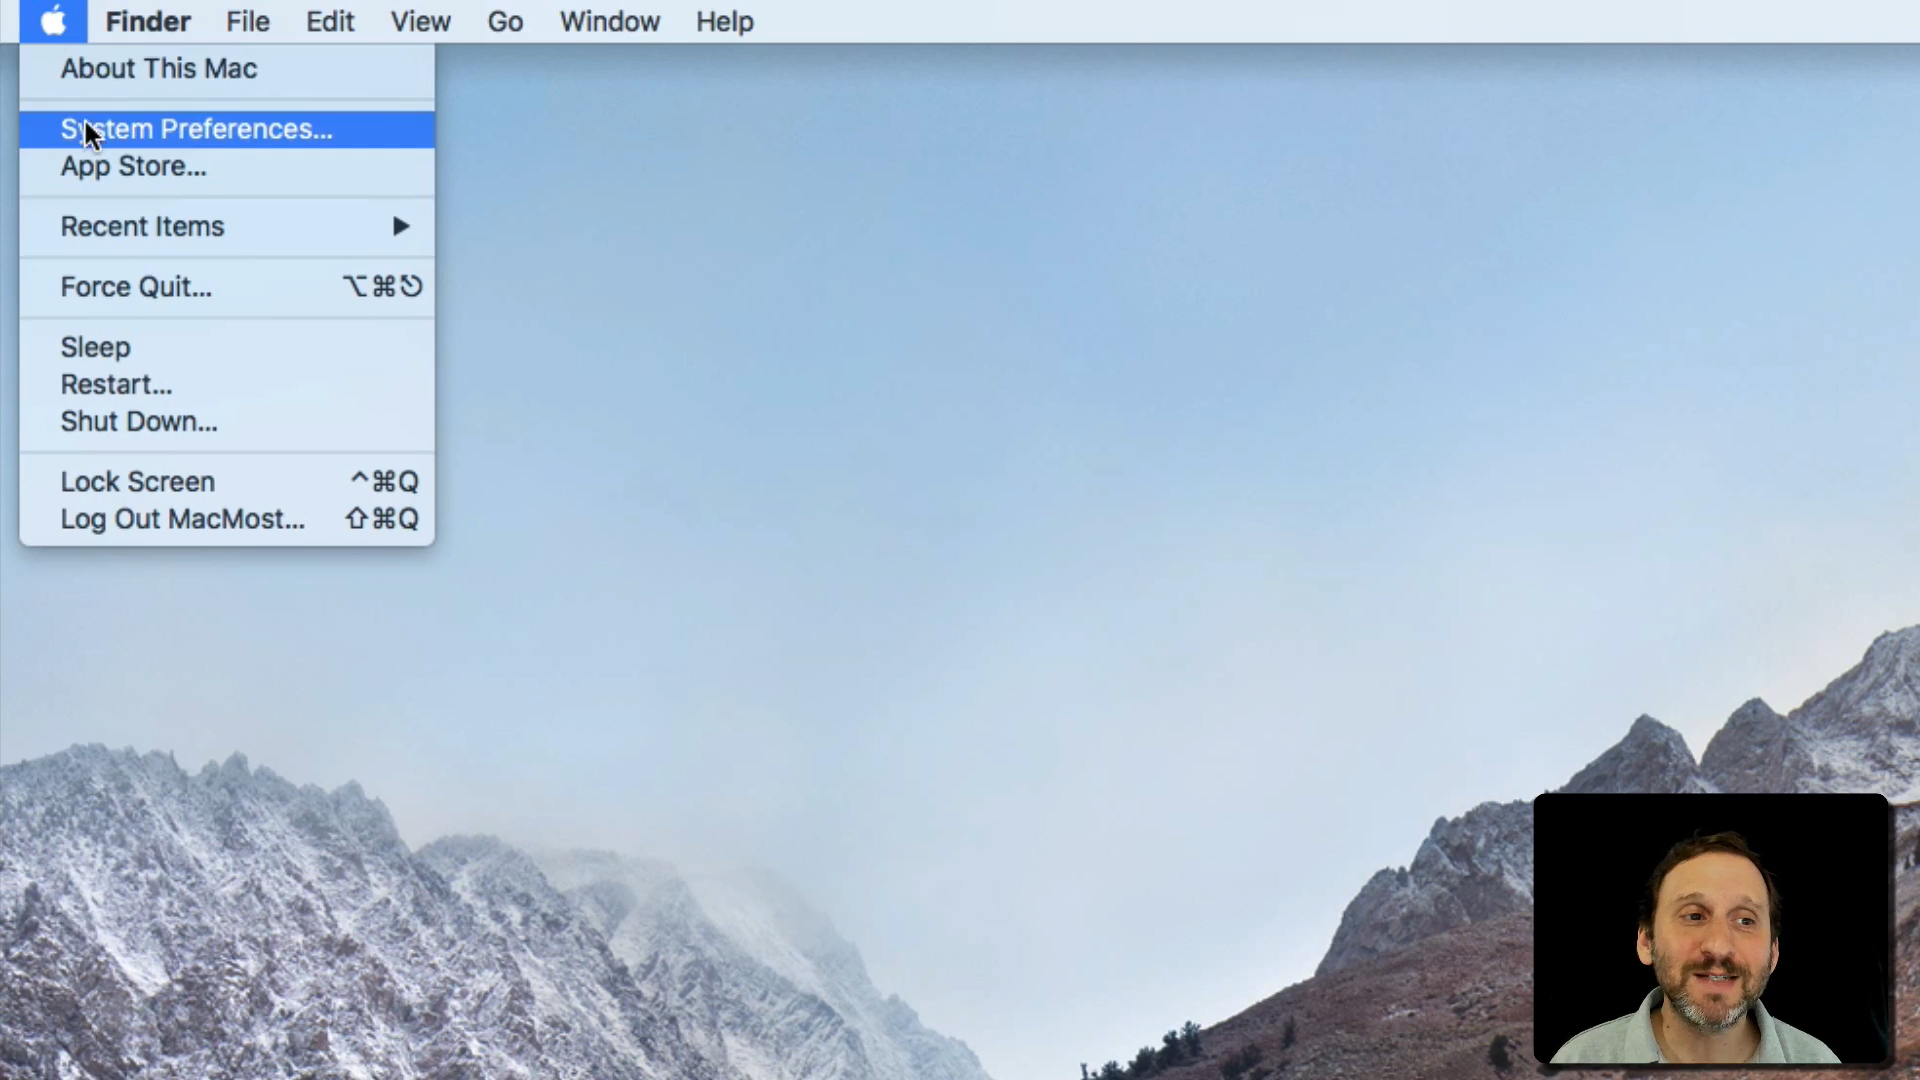 Finder File Edit View Go Window Help
About This Mac
System Preferences...
App Store...
Recent Items ▶
Force Quit... ⌥⌘⎋
Sleep
Restart...
Shut Down...
Lock Screen ^⌘Q
Log Out MacMost... ⇧⌘Q